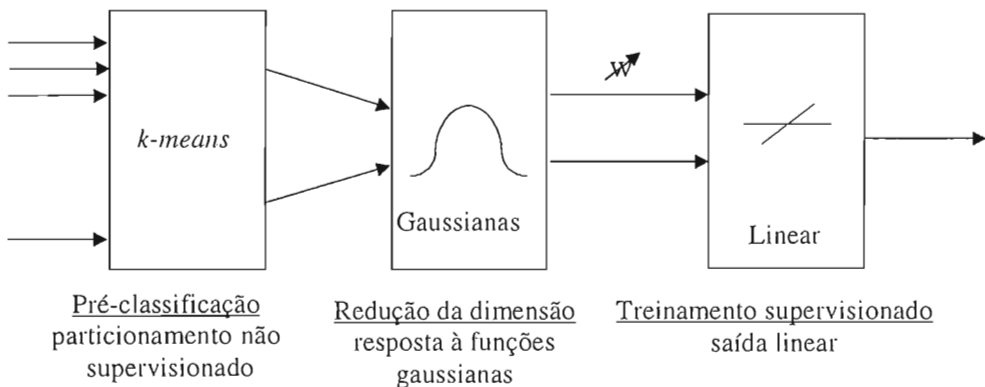 w
k-means
Gaussianas
Linear
Pré-classificação
particionamento não
supervisionado
Redução da dimensão
resposta à funções
gaussianas
Treinamento supervisionado
saída linear